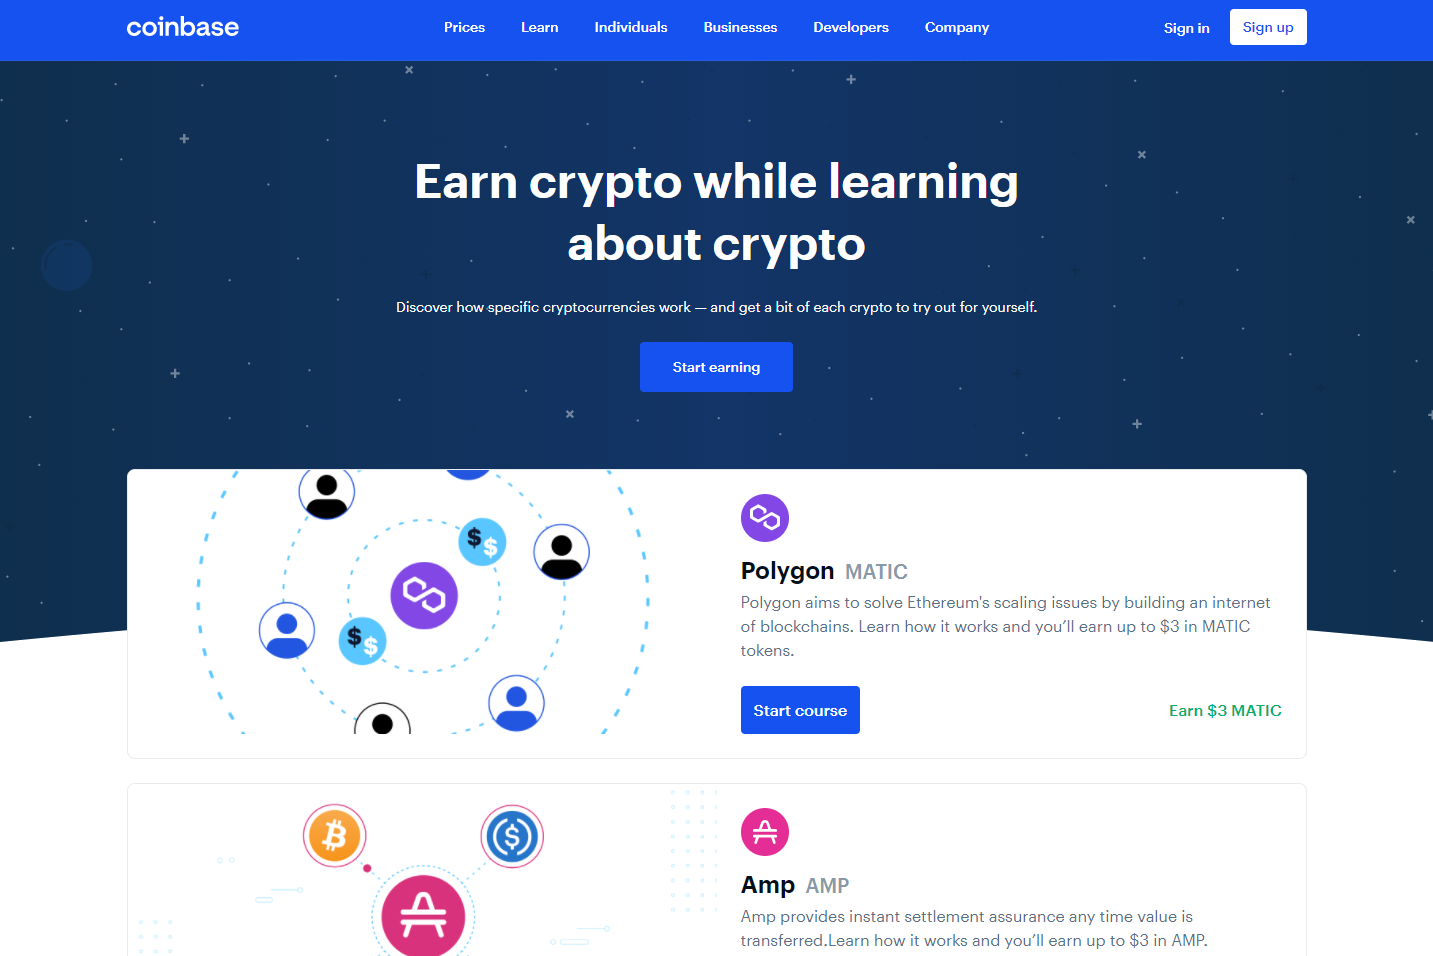 coinbase
Prices
Learn
Individuals
Businesses
Developers
Company
Sign in
Sign up
Earn crypto while learning
about crypto
Discover how specific cryptocurrencies work — and get a bit of each crypto to try out for yourself.
Start earning
$ $
$ $
Polygon MATIC
Polygon aims to solve Ethereum's scaling issues by building an internet
of blockchains. Learn how it works and you’ll earn up to $3 in MATIC
tokens.
Start course
Earn $3 MATIC
Amp AMP
Amp provides instant settlement assurance any time value is
transferred.Learn how it works and you’ll earn up to $3 in AMP.